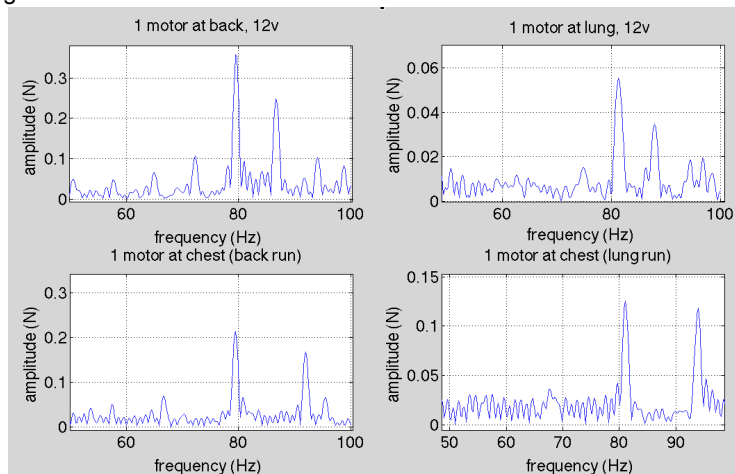 1 motor at back, 12v
amplitude (N)
0.3
0.2
0.1
0
60
80
100
frequency (Hz)
1 motor at lung, 12v
amplitude (N)
0.06
0.04
0.02
0
60
80
100
frequency (Hz)
1 motor at chest (back run)
amplitude (N)
0.3
0.2
0.1
0
60
80
100
frequency (Hz)
1 motor at chest (lung run)
amplitude (N)
0.15
0.1
0.05
0
50
60
70
80
90
frequency (Hz)